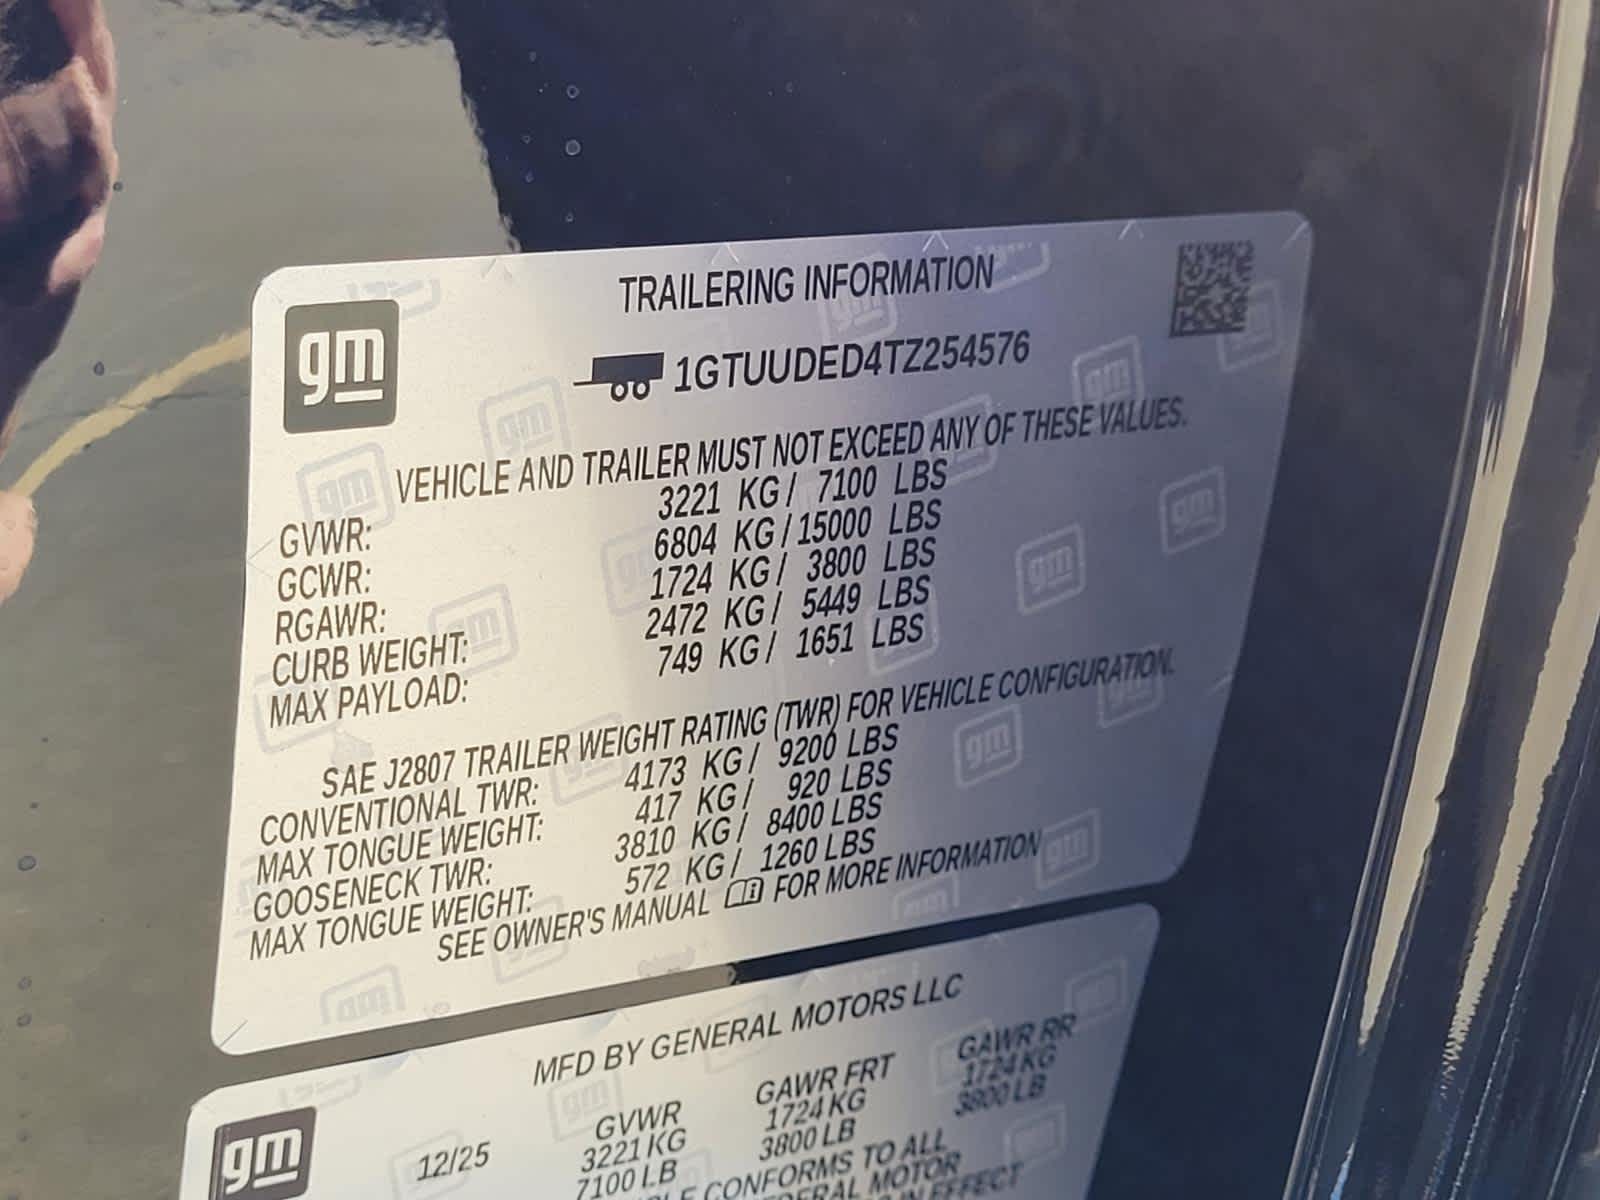 gm
TRAILERING INFORMATION
1GTUUDED4TZ254576
VEHICLE AND TRAILER MUST NOT EXCEED ANY OF THESE VALUES.
GVWR: 3221 KG / 7100 LBS
GCWR: 6804 KG / 15000 LBS
RGAWR: 1724 KG / 3800 LBS
CURB WEIGHT: 2472 KG / 5449 LBS
MAX PAYLOAD: 749 KG / 1651 LBS
SAE J2807 TRAILER WEIGHT RATING (TWR) FOR VEHICLE CONFIGURATION.
CONVENTIONAL TWR: 4173 KG / 9200 LBS
MAX TONGUE WEIGHT: 417 KG / 920 LBS
GOOSENECK TWR: 3810 KG / 8400 LBS
MAX TONGUE WEIGHT: 572 KG / 1260 LBS
SEE OWNER'S MANUAL FOR MORE INFORMATION
MFD BY GENERAL MOTORS LLC
gm
12/25
GVWR GAWR FRT GAWR RR
3221 KG 1724 KG 1724 KG
7100 LB 3800 LB 3800 LB
CONFORMS TO ALL
MOTOR
IN EFFECT